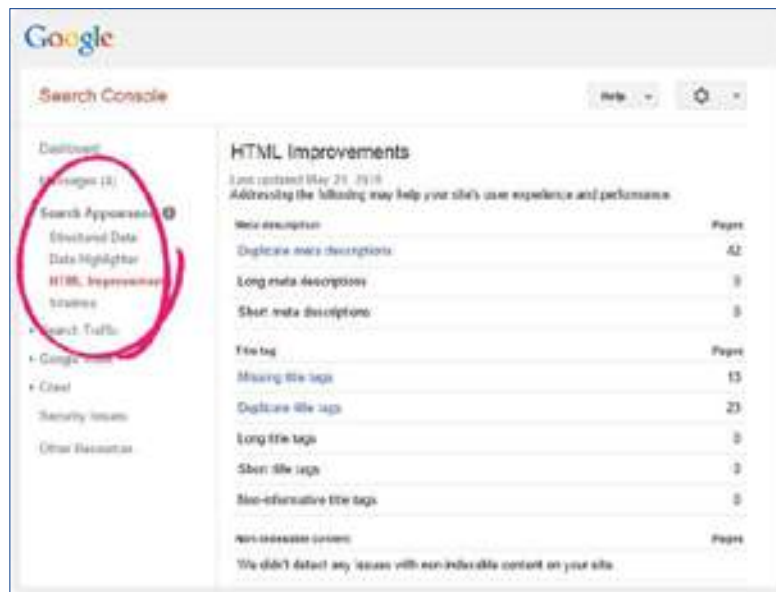 Google
Search Console
Help
Dashboard
Messages (4)
Search Appearance
Structured Data
Data Highlighter
HTML Improvements
Sitelinks
Search Traffic
Google Index
Crawl
Security Issues
Other Resources
HTML Improvements
Last updated May 21,
Addressing the following may help your site's user experience and performance.
Meta description Pages
Duplicate meta descriptions 42
Long meta descriptions 0
Short meta descriptions 0
Title tag Pages
Missing title tags 13
Duplicate title tags 23
Long title tags 0
Short title tags 0
Non-informative title tags 0
Non-indexable content Pages
We didn't detect any issues with non-indexable content on your site.